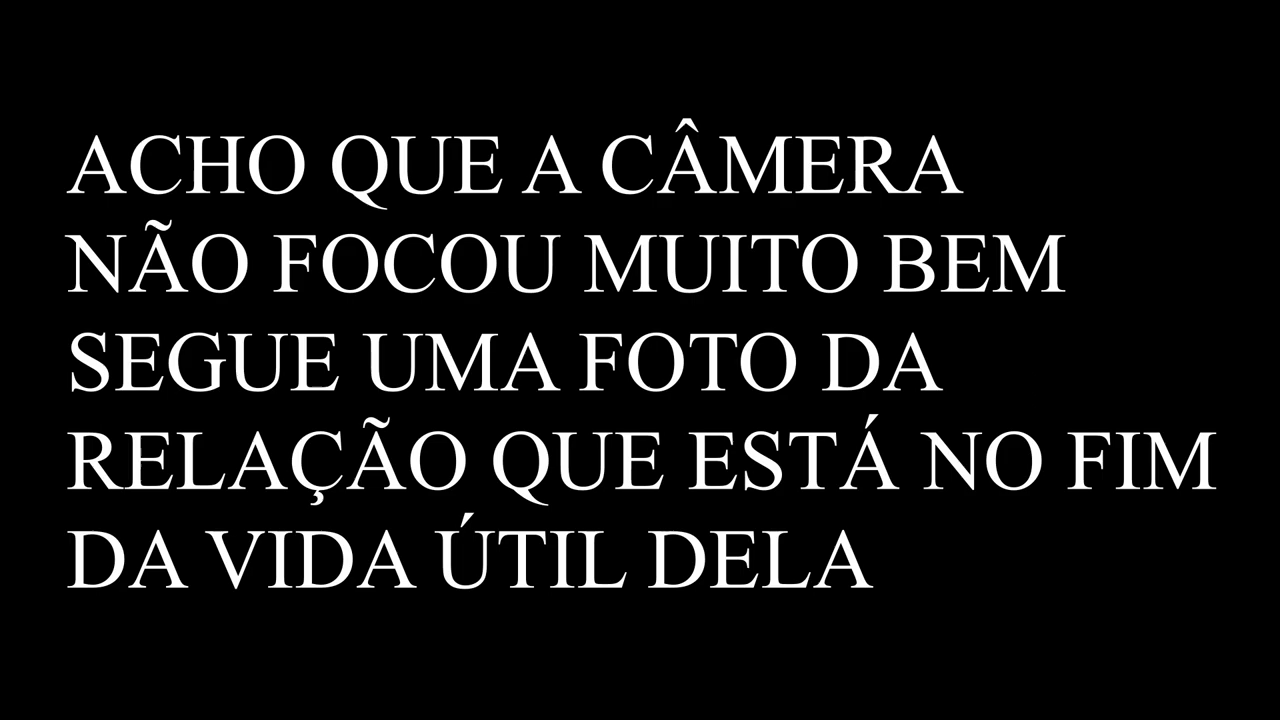 ACHO QUE A CÂMERA
NÃO FOCOU MUITO BEM
SEGUE UMA FOTO DA
RELAÇÃO QUE ESTÁ NO FIM
DA VIDA ÚTIL DELA